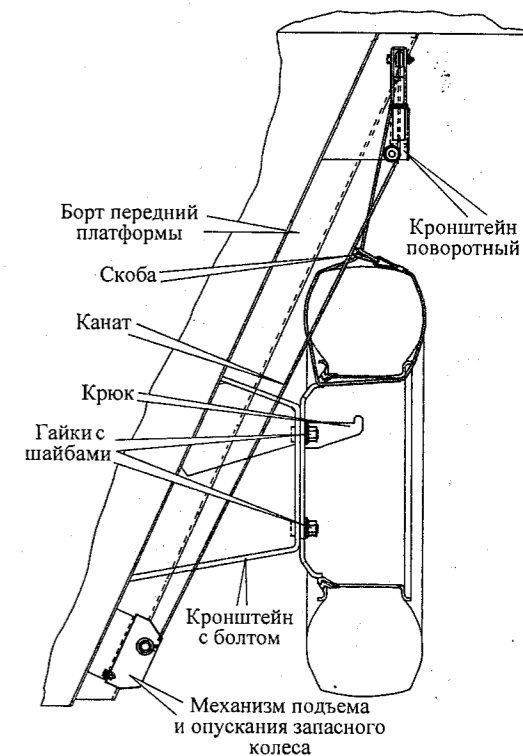 Борт передний
платформы
Кронштейн
поворотный
Скоба
Канат
Крюк
Гайки с
шайбами
Кронштейн
с болтом
Механизм подъема
и опускания запасного
колеса